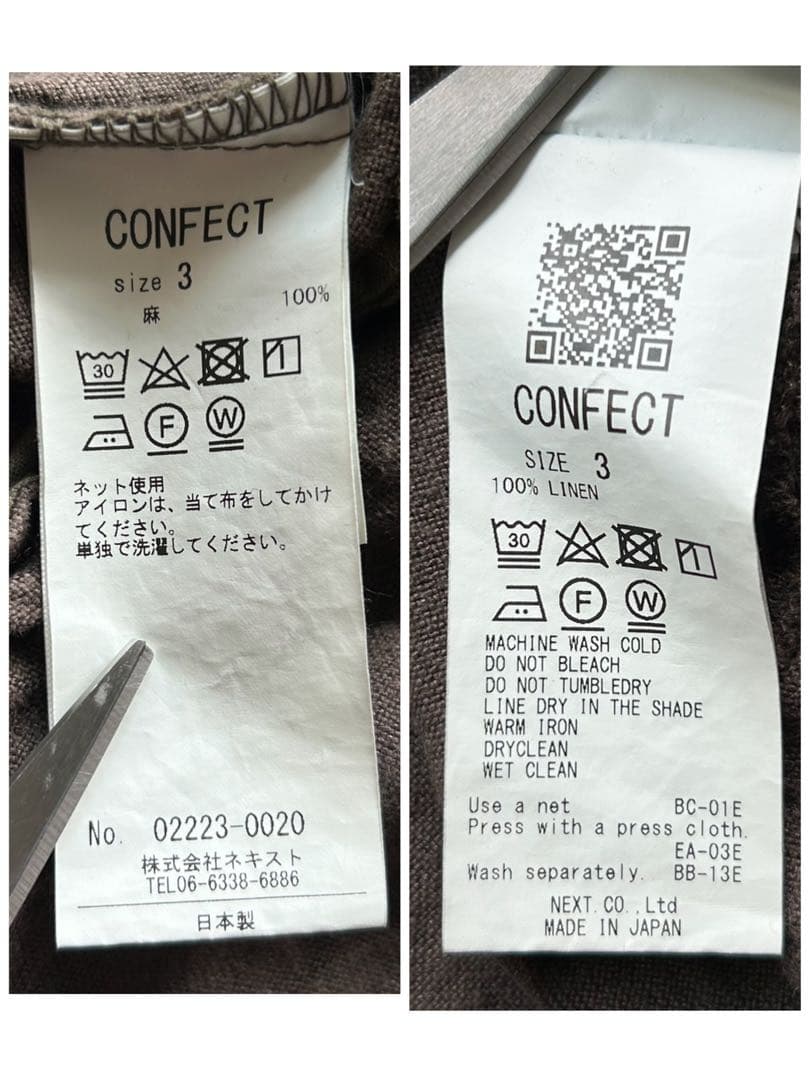 CONFECT
size 3
麻 100%
30
F W
ネット使用
アイロンは、当て布をしてかけ
てください。
単独で洗濯してください。
No. 02223-0020
株式会社ネキスト
TEL06-6338-6886
日本製
CONFECT
SIZE 3
100% LINEN
30
F W
MACHINE WASH COLD
DO NOT BLEACH
DO NOT TUMBLEDRY
LINE DRY IN THE SHADE
WARM IRON
DRYCLEAN
WET CLEAN
Use a net BC-01E
Press with a press cloth.
EA-03E
Wash separately. BB-13E
NEXT.CO.,Ltd
MADE IN JAPAN